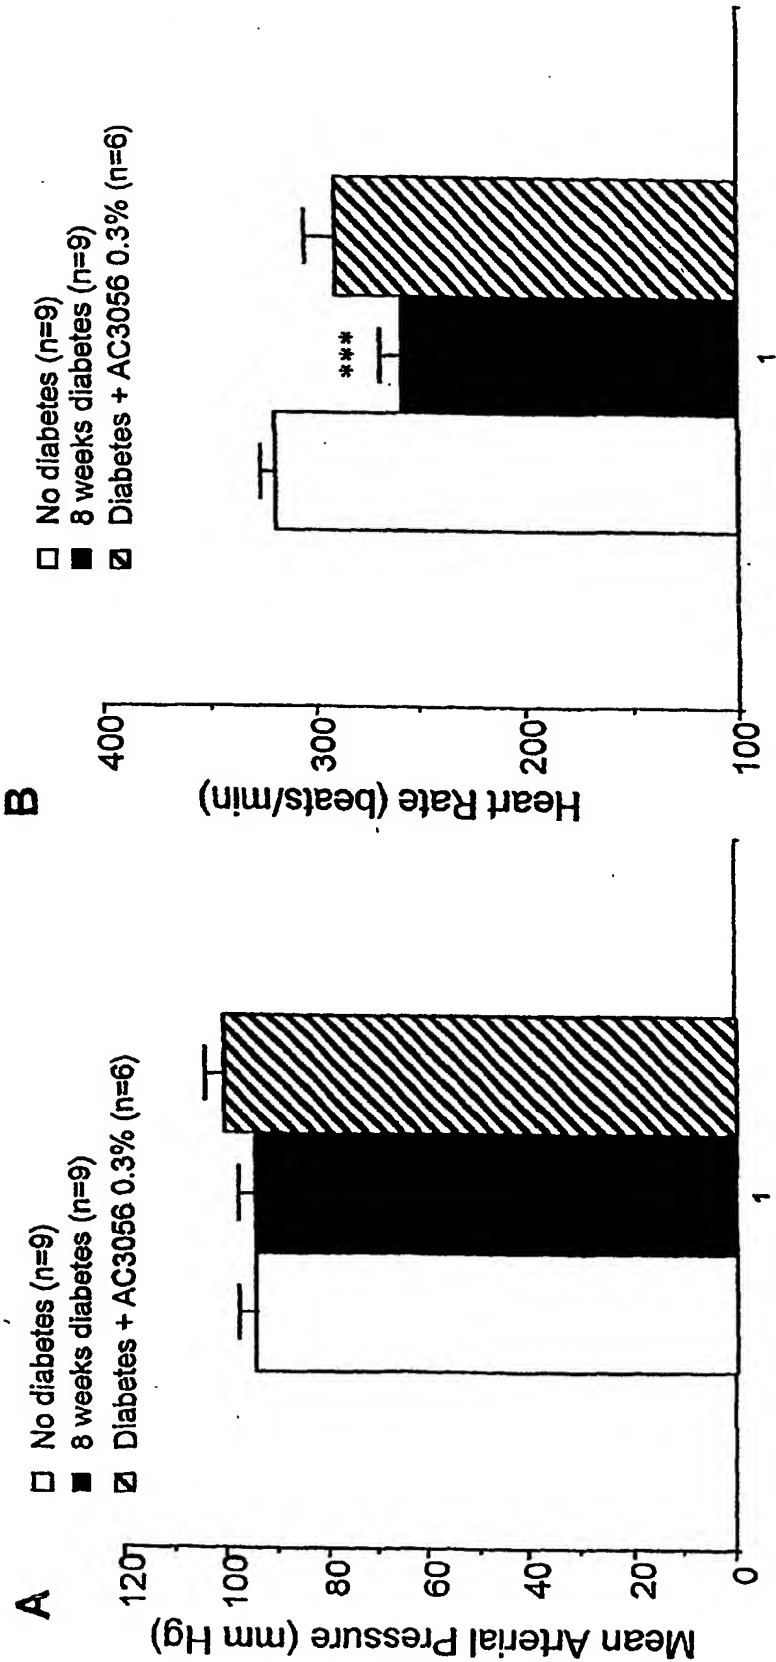 A
No diabetes (n=9)
8 weeks diabetes (n=9)
Diabetes + AC3056 0.3% (n=6)
Mean Arterial Pressure (mm Hg)
120
100
80
60
40
20
0
1
B
No diabetes (n=9)
8 weeks diabetes (n=9)
Diabetes + AC3056 0.3% (n=6)
Heart Rate (beats/min)
400
300
200
100
***
1